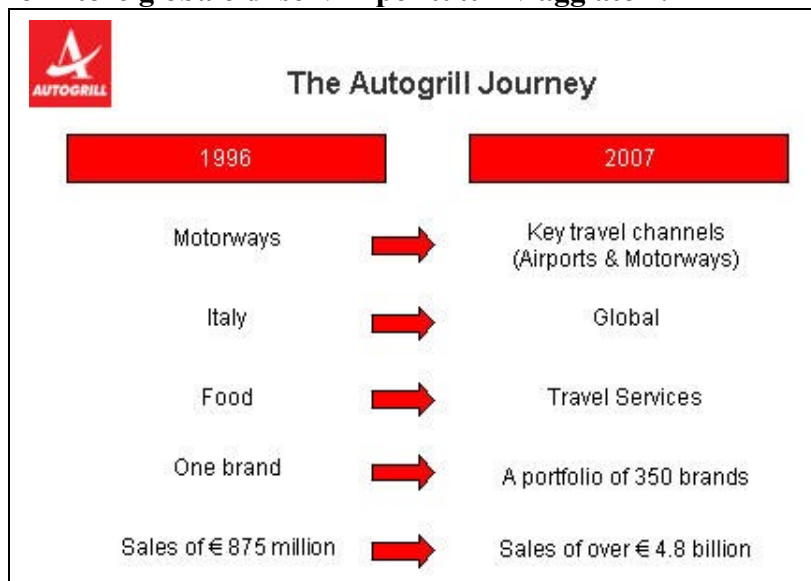 AUTOGRILL
The Autogrill Journey
1996
2007
Motorways
Key travel channels
(Airports & Motorways)
Italy
Global
Food
Travel Services
One brand
A portfolio of 350 brands
Sales of € 875 million
Sales of over € 4.8 billion